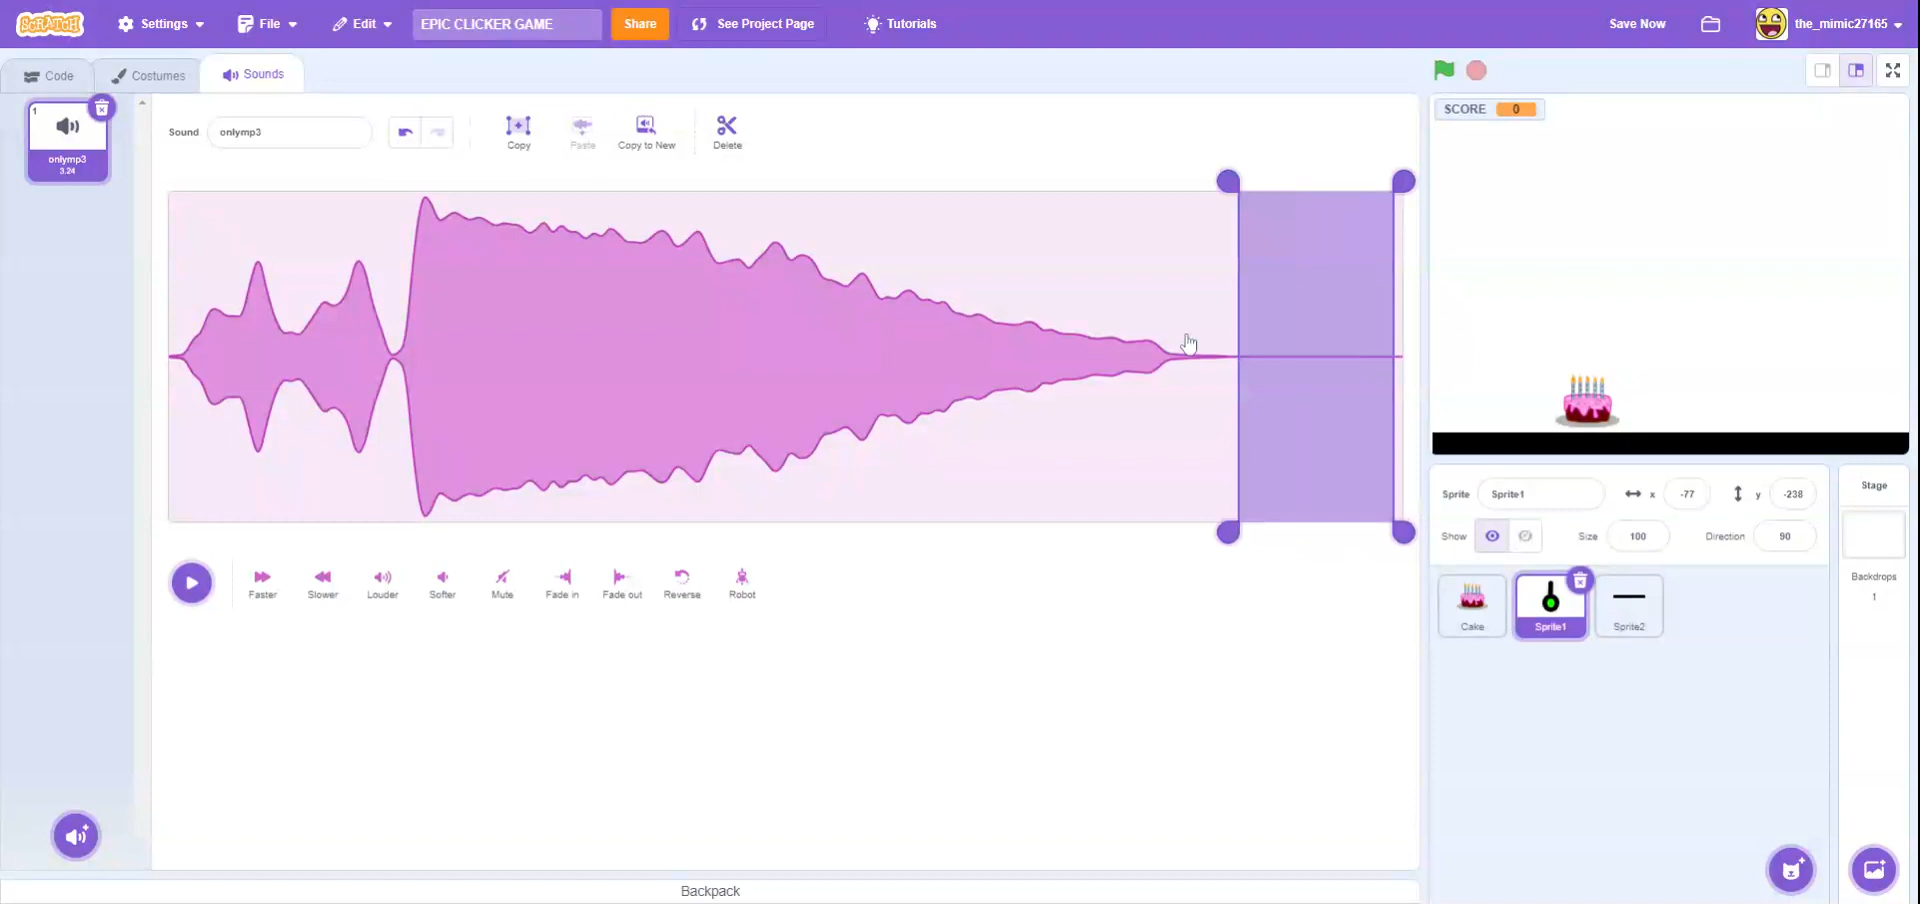 SCRATCH Settings File Edit EPIC CLICKER GAME Share See Project Page Tutorials Save Now the_mimic27165
Code Costumes Sounds
1
onlymp3
3.24
Sound onlymp3
Copy Paste Copy to New Delete
Faster Slower Louder Softer Mute Fade in Fade out Reverse Robot
SCORE 0
Sprite Sprite1 x -77 y -238
Show Size 100 Direction 90
Cake Sprite1 Sprite2
Stage
Backdrops
1
Backpack